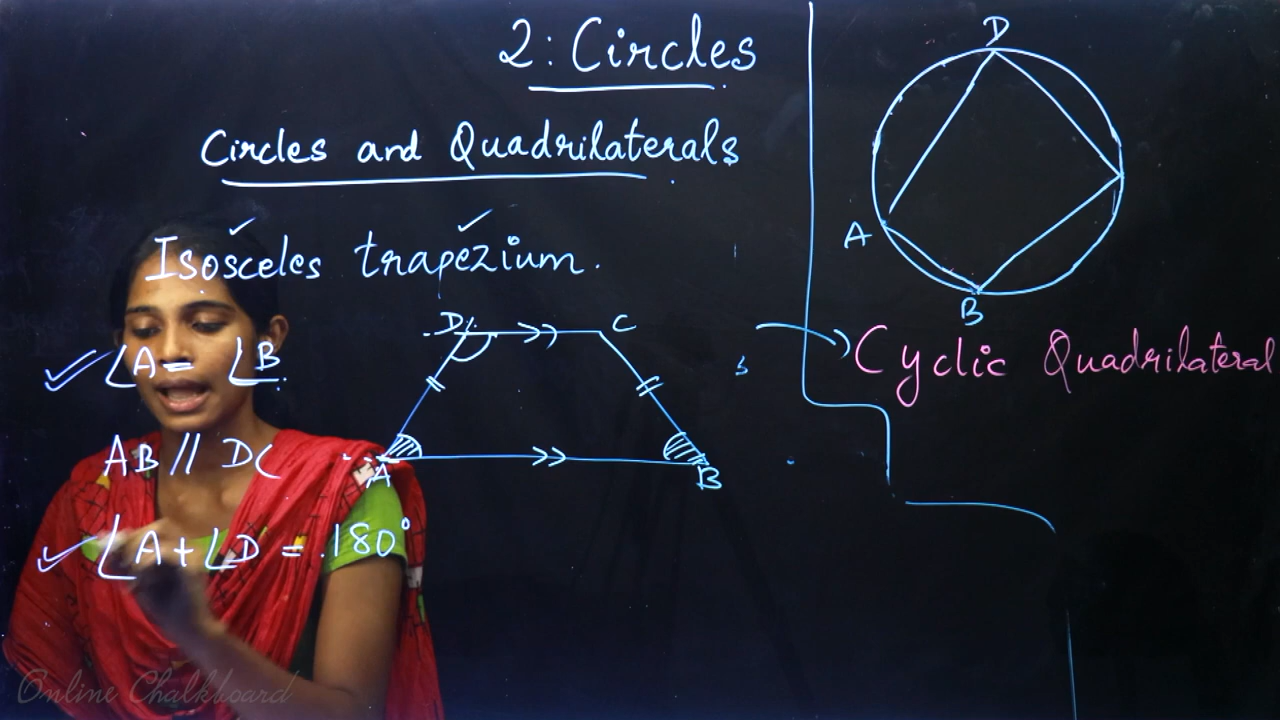 2: Circles
Circles and Quadrilaterals
Isosceles trapezium.
∠A = ∠B
AB // DC
∠A + ∠D = 180°
D C
A B
D
A
B
Cyclic Quadrilateral
Online Chalkboard